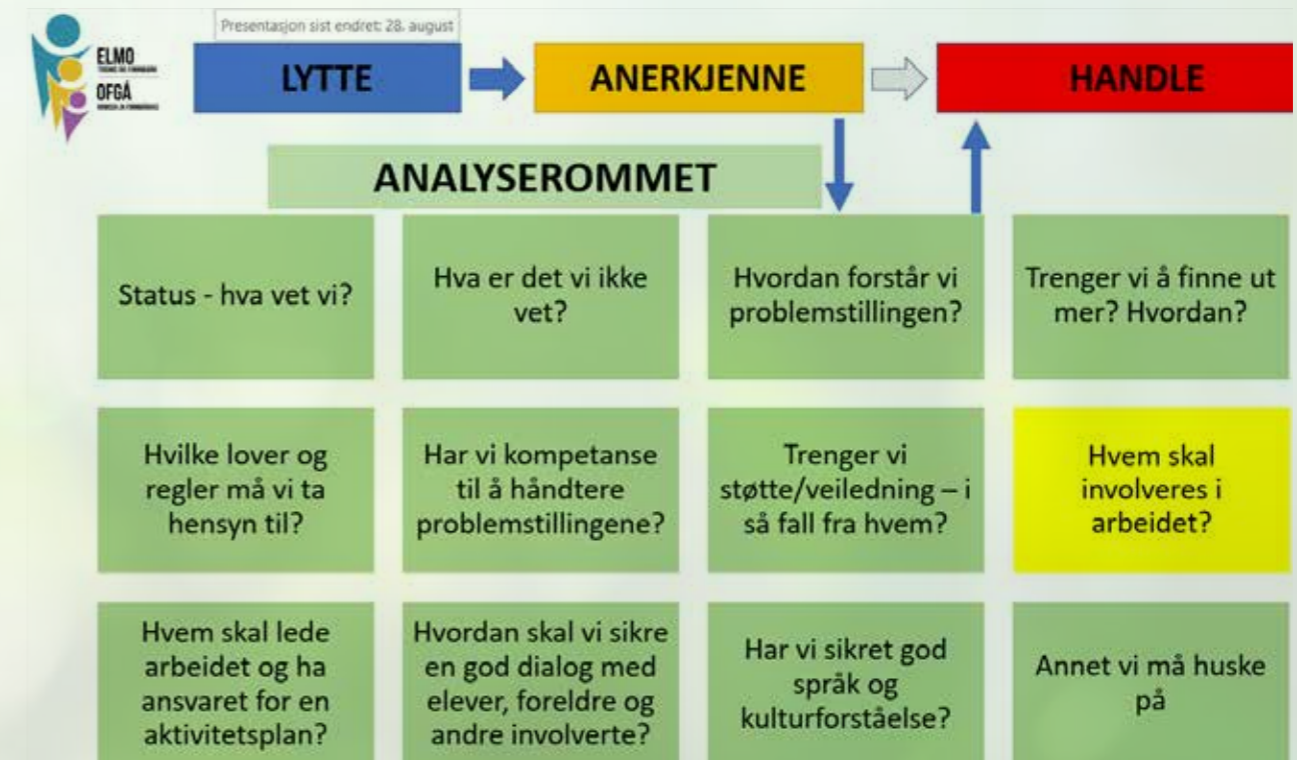 Presentasjon sist endret: 28. august
ELMO
OFGÅ
LYTTE
ANERKJENNE
HANDLE
ANALYSEROMMET
Status - hva vet vi?
Hva er det vi ikke
vet?
Hvordan forstår vi
problemstillingen?
Trenger vi å finne ut
mer? Hvordan?
Hvilke lover og
regler må vi ta
hensyn til?
Har vi kompetanse
til å håndtere
problemstillingene?
Trenger vi
støtte/veiledning – i
så fall fra hvem?
Hvem skal
involveres i
arbeidet?
Hvem skal lede
arbeidet og ha
ansvaret for en
aktivitetsplan?
Hvordan skal vi sikre
en god dialog med
elever, foreldre og
andre involverte?
Har vi sikret god
språk og
kulturforståelse?
Annet vi må huske
på